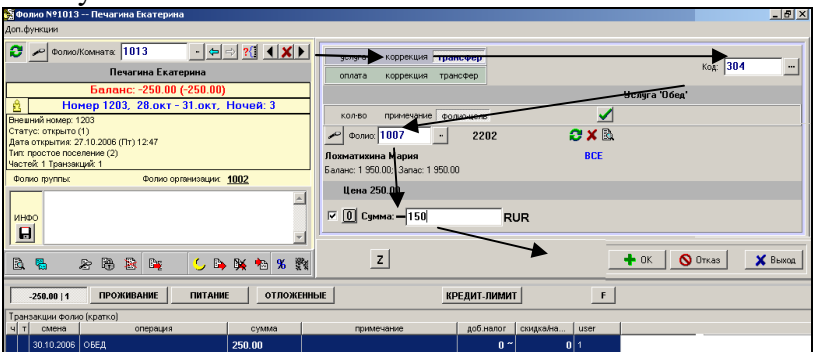 Фолио №1013 -- Печагина Екатерина
Доп.функции
Фолио/Комната: 1013
Печагина Екатерина
Баланс: -250.00 (-250.00)
Номер 1203, 28.окт - 31.окт, Ночей: 3
Внешний номер: 1203
Статус: открыто (1)
Дата открытия: 27.10.2006 (Пт) 12:47
Тип: простое поселение (2)
Частей: 1 Транзакций: 1
Фолио группы: Фолио организации: 1002
ИНФО
услуга коррекция трансфер
оплата коррекция трансфер
Код: 304 ...
Услуга 'Обед'
кол-во примечание фолио-цель
Фолио: 1007 .. 2202
Лохматихина Мария ВСЕ
Баланс: 1 950.00; Запас: 1 950.00
Цена 250.00
0 Сумма: 150 RUR
Z OK Отказ Выход
-250.00 | 1 ПРОЖИВАНИЕ ПИТАНИЕ ОТЛОЖЕННЫЕ КРЕДИТ-ЛИМИТ F
Транзакции фолио (кратко)
ч т смена операция сумма примечание доб.налог скидка/на... user
30.10.2006 ОБЕД 250.00 0 ~ 0 1